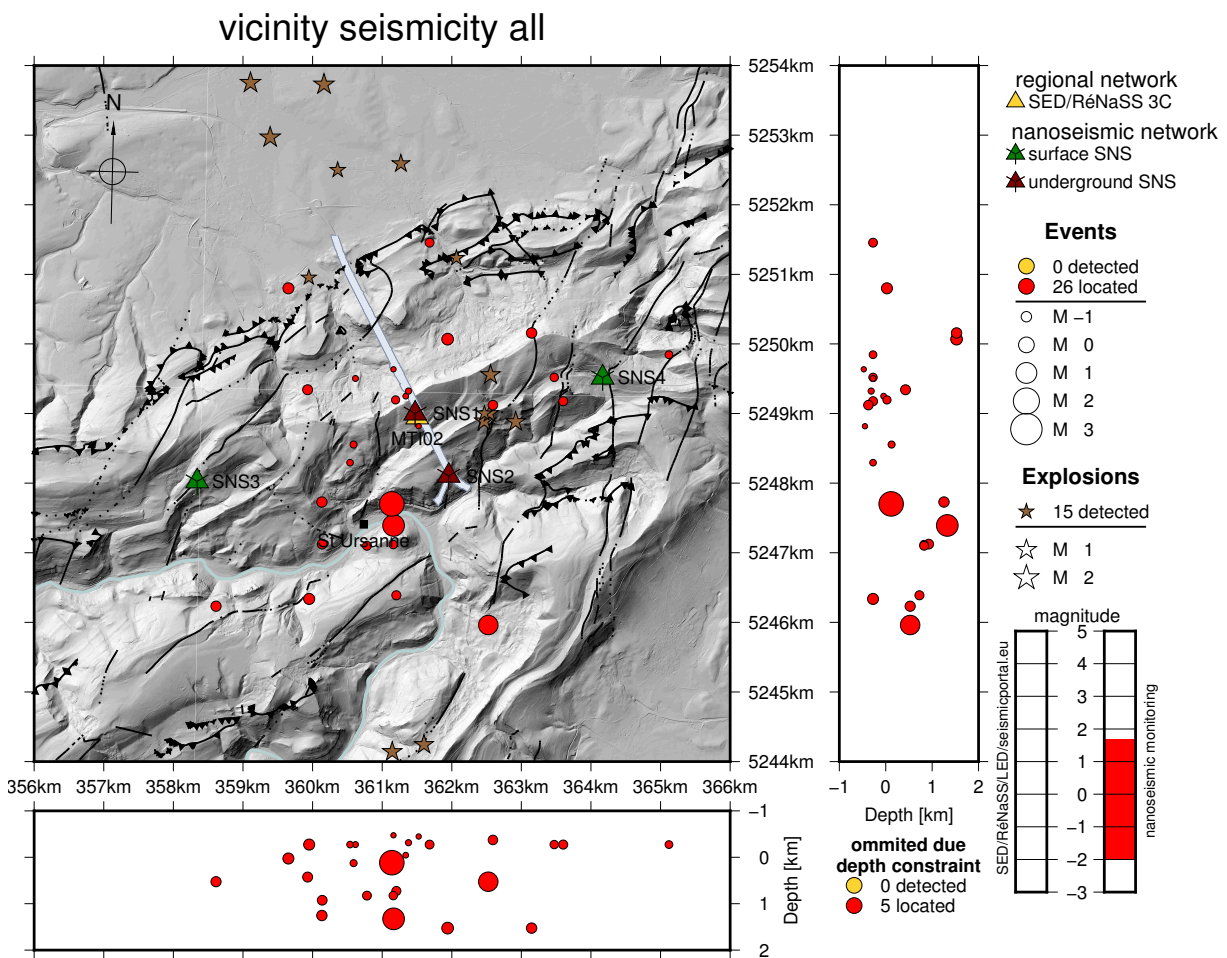 vicinity seismicity all
N
SNS1
MTI02
SNS2
SNS3
SNS4
St Ursanne
5254km
5253km
5252km
5251km
5250km
5249km
5248km
5247km
5246km
5245km
5244km
356km 357km 358km 359km 360km 361km 362km 363km 364km 365km 366km
−1 0 1 2
Depth [km]
−1
0
1
2
Depth [km]
regional network
SED/RéNaSS 3C
nanoseismic network
surface SNS
underground SNS
Events
0 detected
26 located
M −1
M 0
M 1
M 2
M 3
Explosions
15 detected
M 1
M 2
magnitude
5
4
3
2
1
0
−1
−2
−3
SED/RéNaSS/LED/seismicportal.eu
nanoseismic monitoring
ommited due
depth constraint
0 detected
5 located